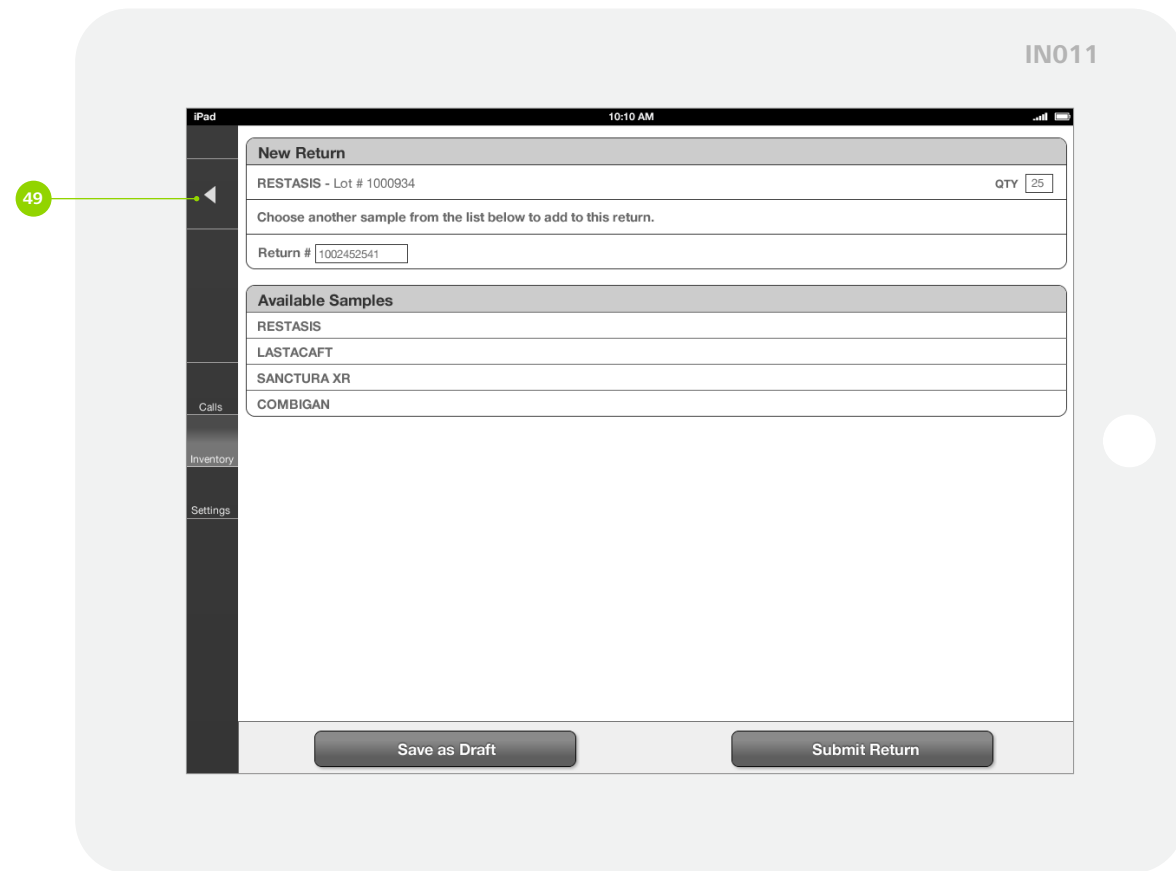 IN011
iPad 10:10 AM
New Return
RESTASIS - Lot # 1000934 QTY 25
49
Choose another sample from the list below to add to this return.
Return # 1002452541
Available Samples
RESTASIS
LASTACAFT
SANCTURA XR
COMBIGAN
Calls
Inventory
Settings
Save as Draft Submit Return